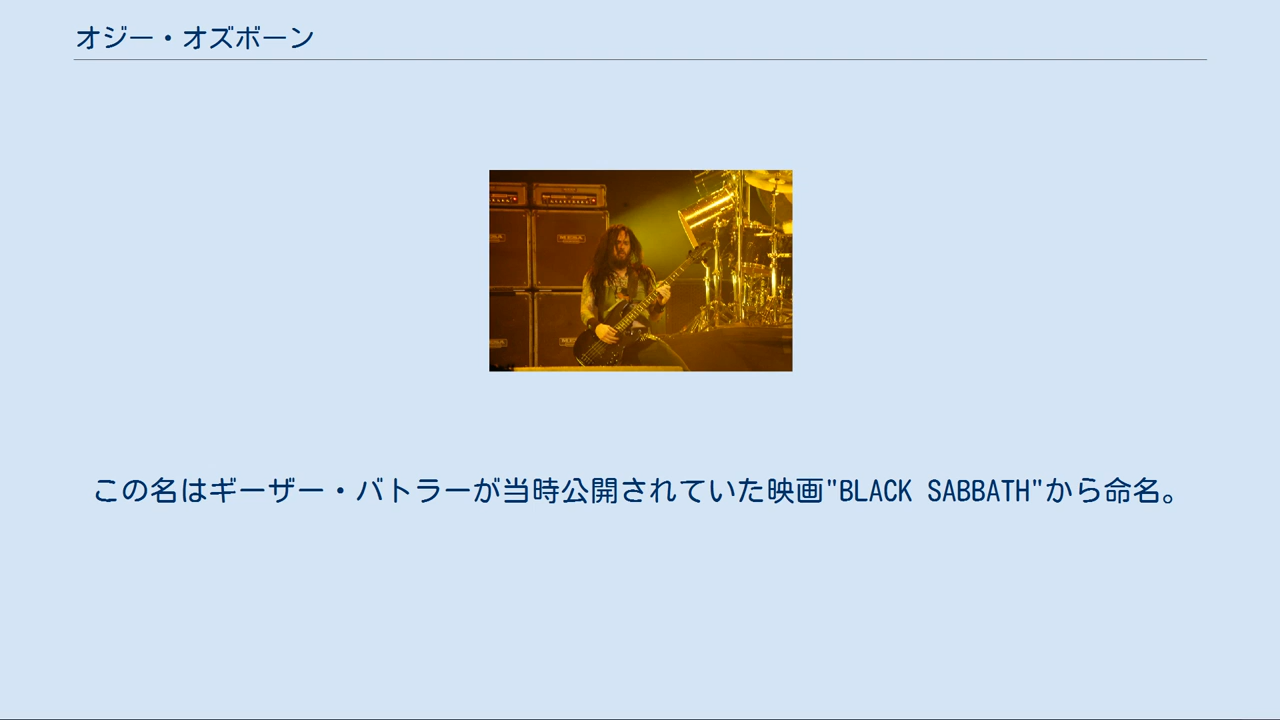 オジー・オズボーン
MESA
この名はギーザー・バトラーが当時公開されていた映画"BLACK SABBATH"から命名。